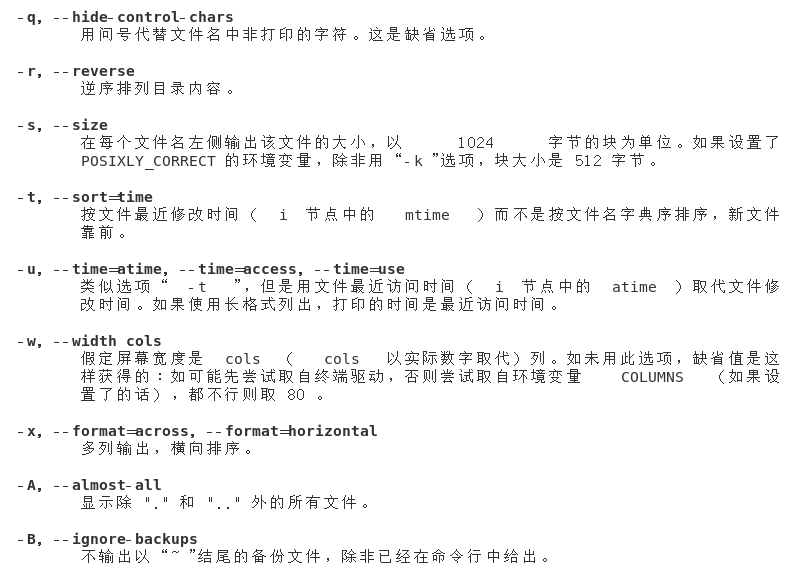 -q, --hide-control-chars
用问号代替文件名中非打印的字符。这是缺省选项。
-r, --reverse
逆序排列目录内容。
-s, --size
在每个文件名左侧输出该文件的大小，以 1024 字节的块为单位。如果设置了
POSIXLY_CORRECT 的环境变量，除非用 “-k ”选项，块大小是 512 字节。
-t, --sort=time
按文件最近修改时间 ( i 节点中的 mtime ) 而不是按文件名字典序排序，新文件
靠前。
-u, --time=atime, --time=access, --time=use
类似选项 “ -t ”，但是用文件最近访问时间 ( i 节点中的 atime ) 取代文件修
改时间。如果使用长格式列出，打印的时间是最近访问时间。
-w, --width cols
假定屏幕宽度是 cols ( cols 以实际数字取代) 列。如未用此选项，缺省值是这
样获得的：如可能先尝试取自终端驱动，否则尝试取自环境变量 COLUMNS (如果设
置了的话) ，都不行则取 80 。
-x, --format=across, --format=horizontal
多列输出，横向排序。
-A, --almost-all
显示除 "." 和 ".." 外的所有文件。
-B, --ignore-backups
不输出以 “~ ”结尾的备份文件，除非已经在命令行中给出。